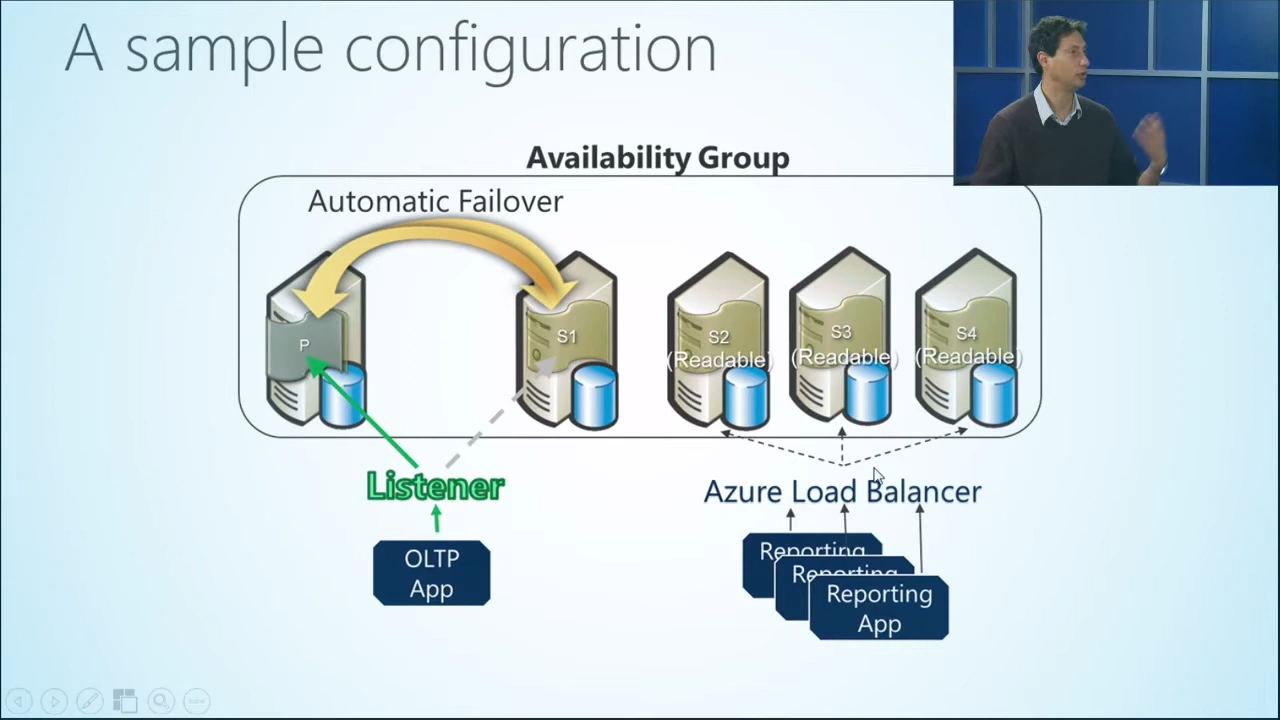 A sample configuration
Availability Group
Automatic Failover
P
S1
S2
(Readable)
S3
(Readable)
S4
(Readable)
Listener
Azure Load Balancer
OLTP
App
Reporting
Reporting
Reporting
App